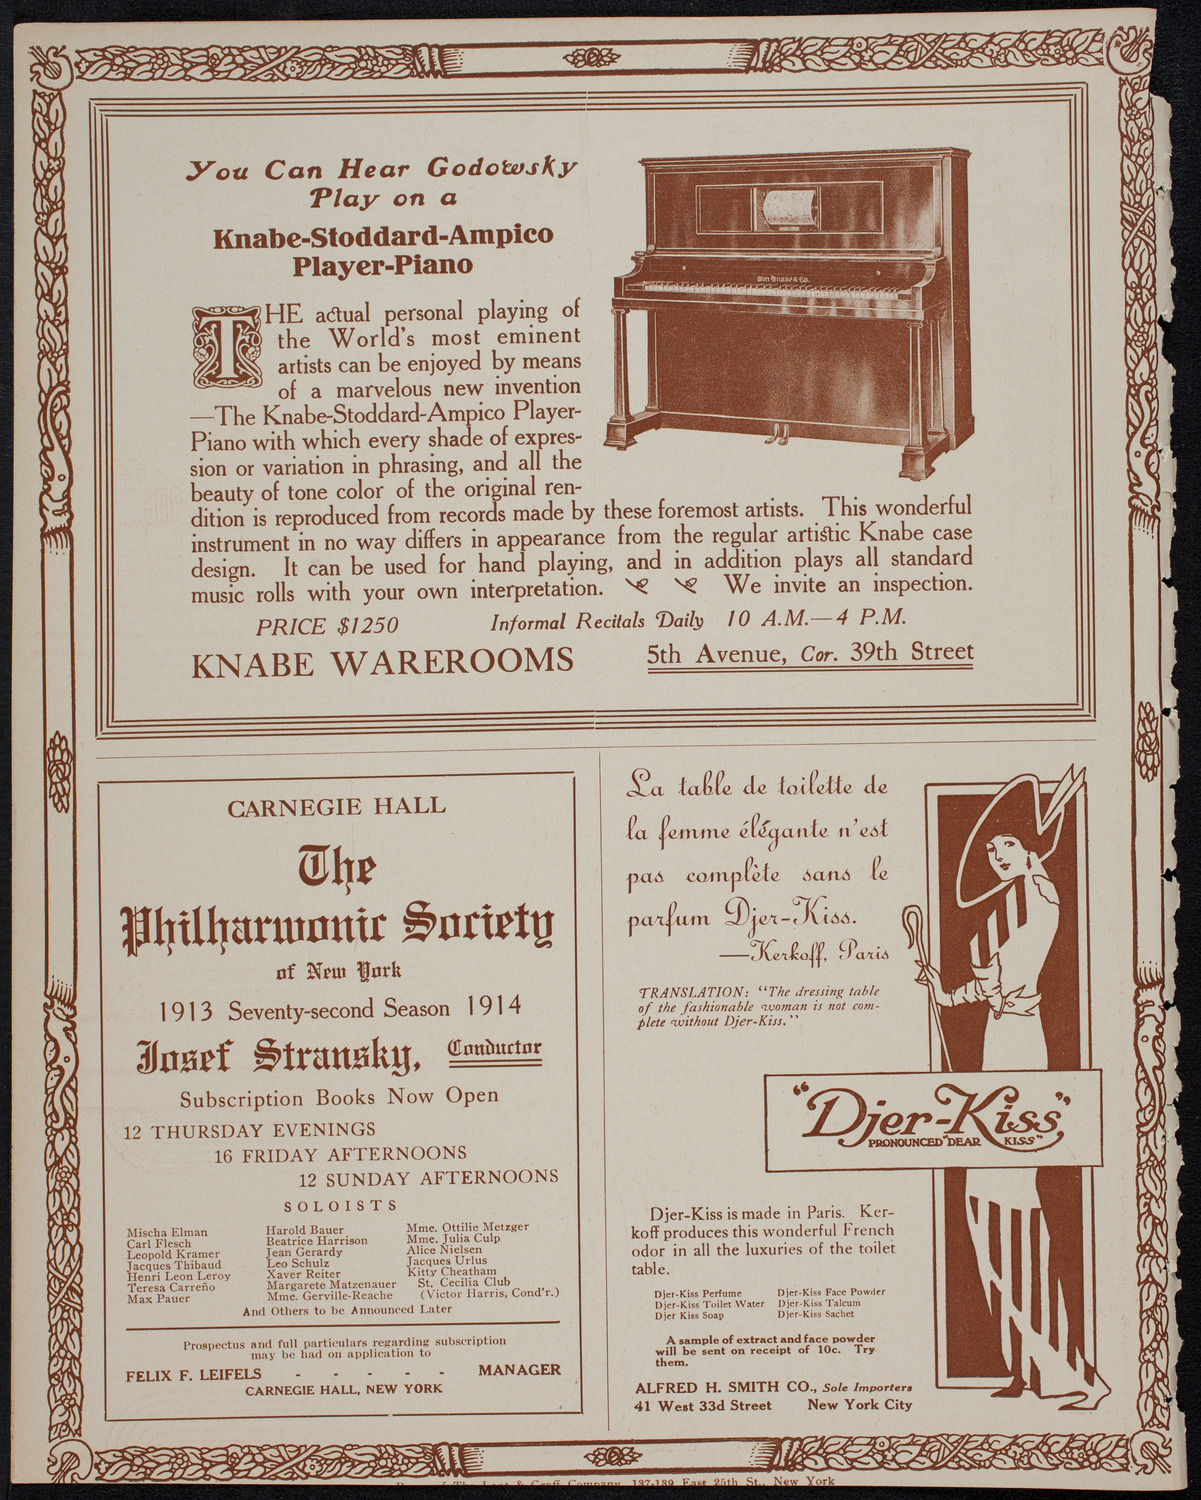 You Can Hear Godowsky
Play on a
Knabe-Stoddard-Ampico
Player-Piano
THE actual personal playing of
the World's most eminent
artists can be enjoyed by means
of a marvelous new invention
—The Knabe-Stoddard-Ampico Player-
Piano with which every shade of expres-
sion or variation in phrasing, and all the
beauty of tone color of the original ren-
dition is reproduced from records made by these foremost artists. This wonderful
instrument in no way differs in appearance from the regular artistic Knabe case
design. It can be used for hand playing, and in addition plays all standard
music rolls with your own interpretation. We invite an inspection.
PRICE $1250 Informal Recitals Daily 10 A.M.—4 P.M.
KNABE WAREROOMS 5th Avenue, Cor. 39th Street
Wm Knabe & Co.
CARNEGIE HALL
The
Philharmonic Society
of New York
1913 Seventy-second Season 1914
Josef Stransky, Conductor
Subscription Books Now Open
12 THURSDAY EVENINGS
16 FRIDAY AFTERNOONS
12 SUNDAY AFTERNOONS
SOLOISTS
Mischa Elman
Carl Flesch
Leopold Kramer
Jacques Thibaud
Henri Leon Leroy
Teresa Carreño
Max Pauer
Harold Bauer
Beatrice Harrison
Jean Gerardy
Leo Schulz
Xaver Reiter
Margarete Matzenauer
Mme. Gerville-Reache
Mme. Ottilie Metzger
Mme. Julia Culp
Alice Nielsen
Jacques Urlus
Kitty Cheatham
St. Cecilia Club
(Victor Harris, Cond'r.)
And Others to be Announced Later
Prospectus and full particulars regarding subscription
may be had on application to
FELIX F. LEIFELS - - - - - MANAGER
CARNEGIE HALL, NEW YORK
La table de toilette de
la femme élégante n'est
pas complète sans le
parfum Djer-Kiss.
—Kerkoff, Paris
TRANSLATION: "The dressing table
of the fashionable woman is not com-
plete without Djer-Kiss."
"Djer-Kiss"
PRONOUNCED "DEAR KISS"
Djer-Kiss is made in Paris. Ker-
koff produces this wonderful French
odor in all the luxuries of the toilet
table.
Djer-Kiss Perfume
Djer-Kiss Toilet Water
Djer Kiss Soap
Djer-Kiss Face Powder
Djer-Kiss Talcum
Djer-Kiss Sachet
A sample of extract and face powder
will be sent on receipt of 10c. Try
them.
ALFRED H. SMITH CO., Sole Importers
41 West 33d Street New York City
of The & Graff Company, 137-139 East 25th St., New York